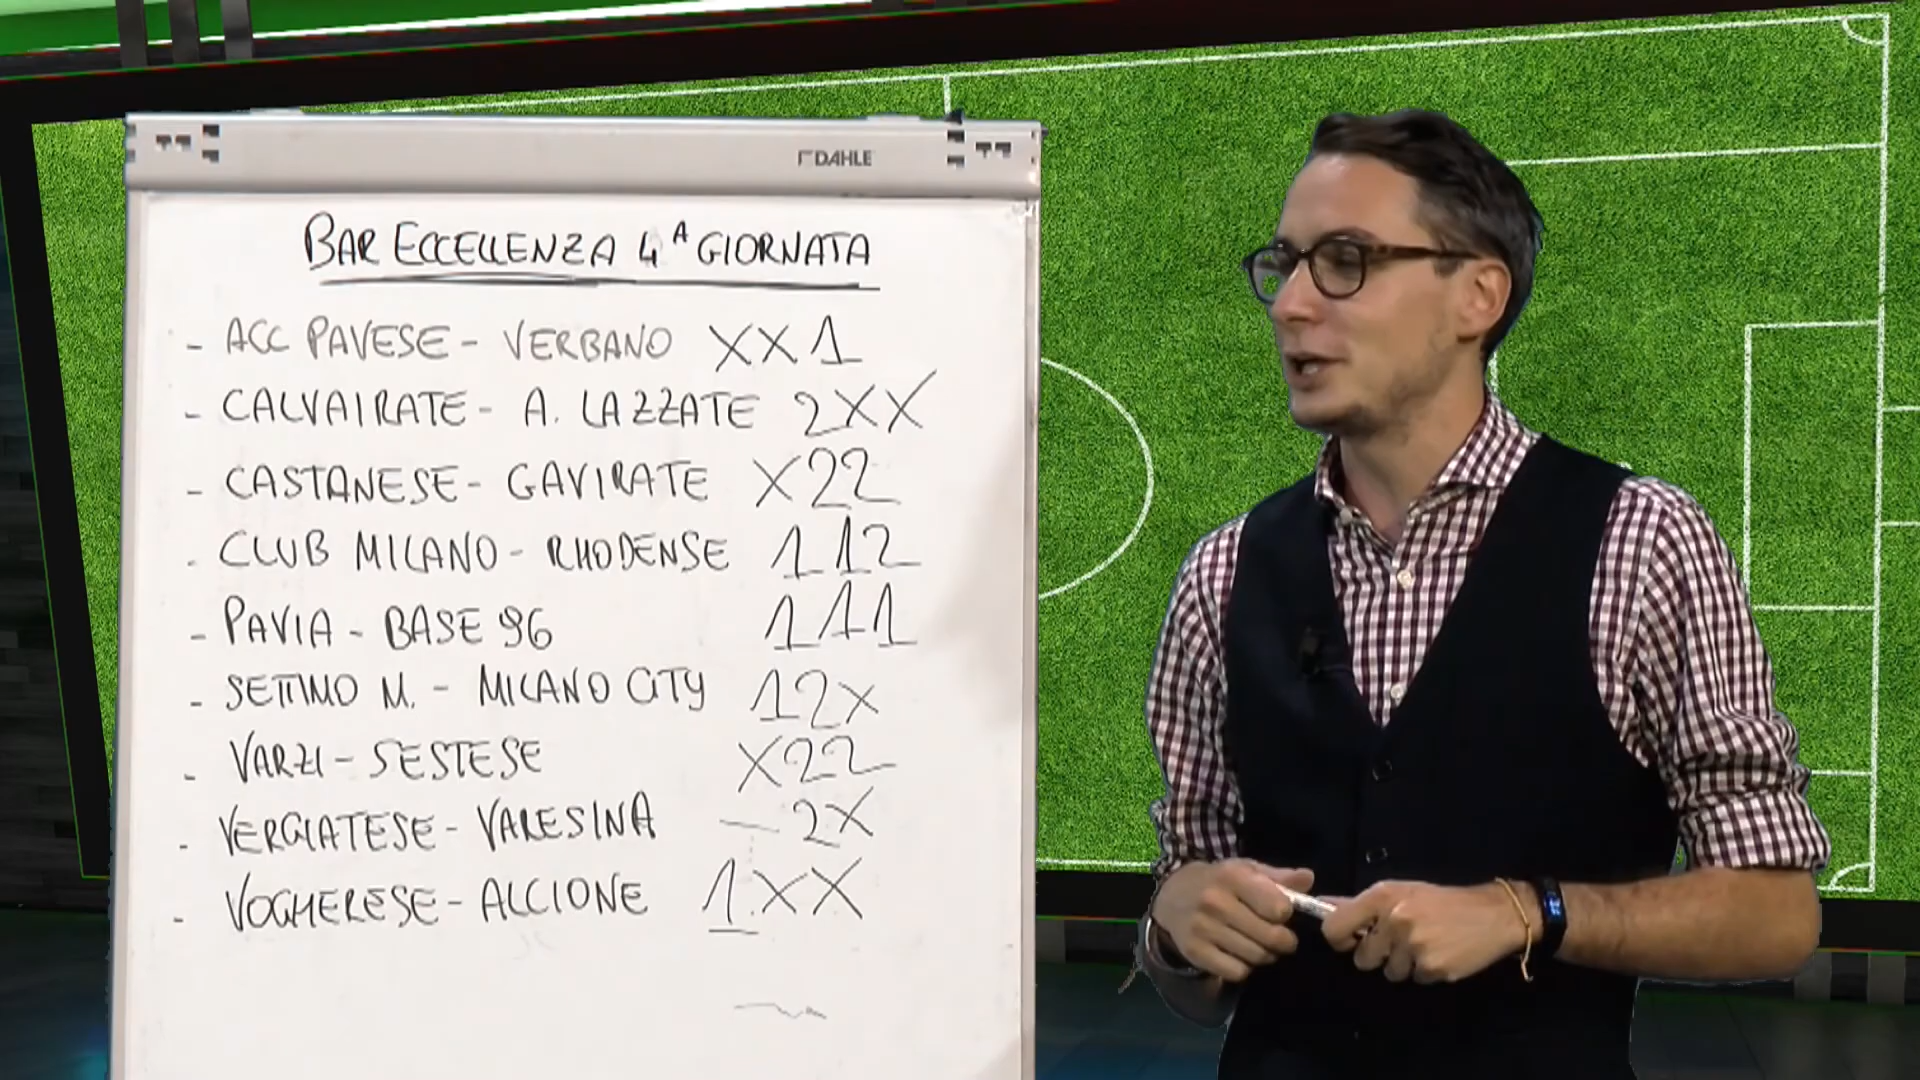 DAHLE
BAR ECCELLENZA 4ª GIORNATA
- ACC PAVESE - VERBANO XX1
- CALVAIRATE - A. LAZZATE 2XX
- CASTANESE - GAVIRATE X22
- CLUB MILANO - RHODENSE 112
- PAVIA - BASE 96 111
- SETTIMO M. - MILANO CITY 12X
- VARZI - SESTESE X22
- VERGIATESE - VARESINA - 2X
- VOGHERESE - ALCIONE 1XX